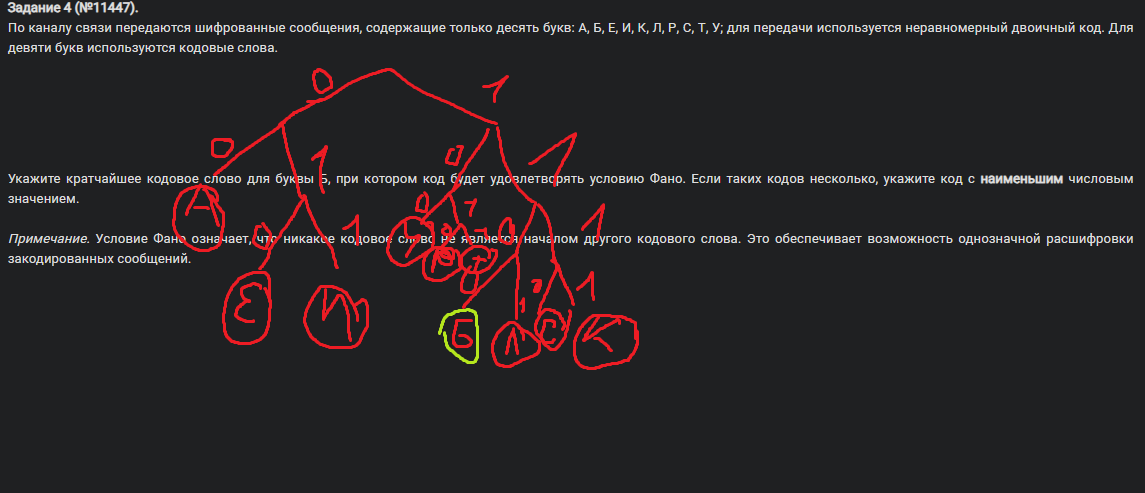 Задание 4 (№11447).
По каналу связи передаются шифрованные сообщения, содержащие только десять букв: А, Б, Е, И, К, Л, Р, С, Т, У; для передачи используется неравномерный двоичный код. Для
девяти букв используются кодовые слова.
0 1
0 1 0 1
Укажите кратчайшее кодовое слово для буквы Б, при котором код будет удовлетворять условию Фано. Если таких кодов несколько, укажите код с наименьшим числовым
значением.
А 0 1 0 1 0 1
Примечание. Условие Фано означает, что никакое кодовое слово не является началом другого кодового слова. Это обеспечивает возможность однозначной расшифровки
закодированных сообщений.
0 1 1
Е И Б Л С К